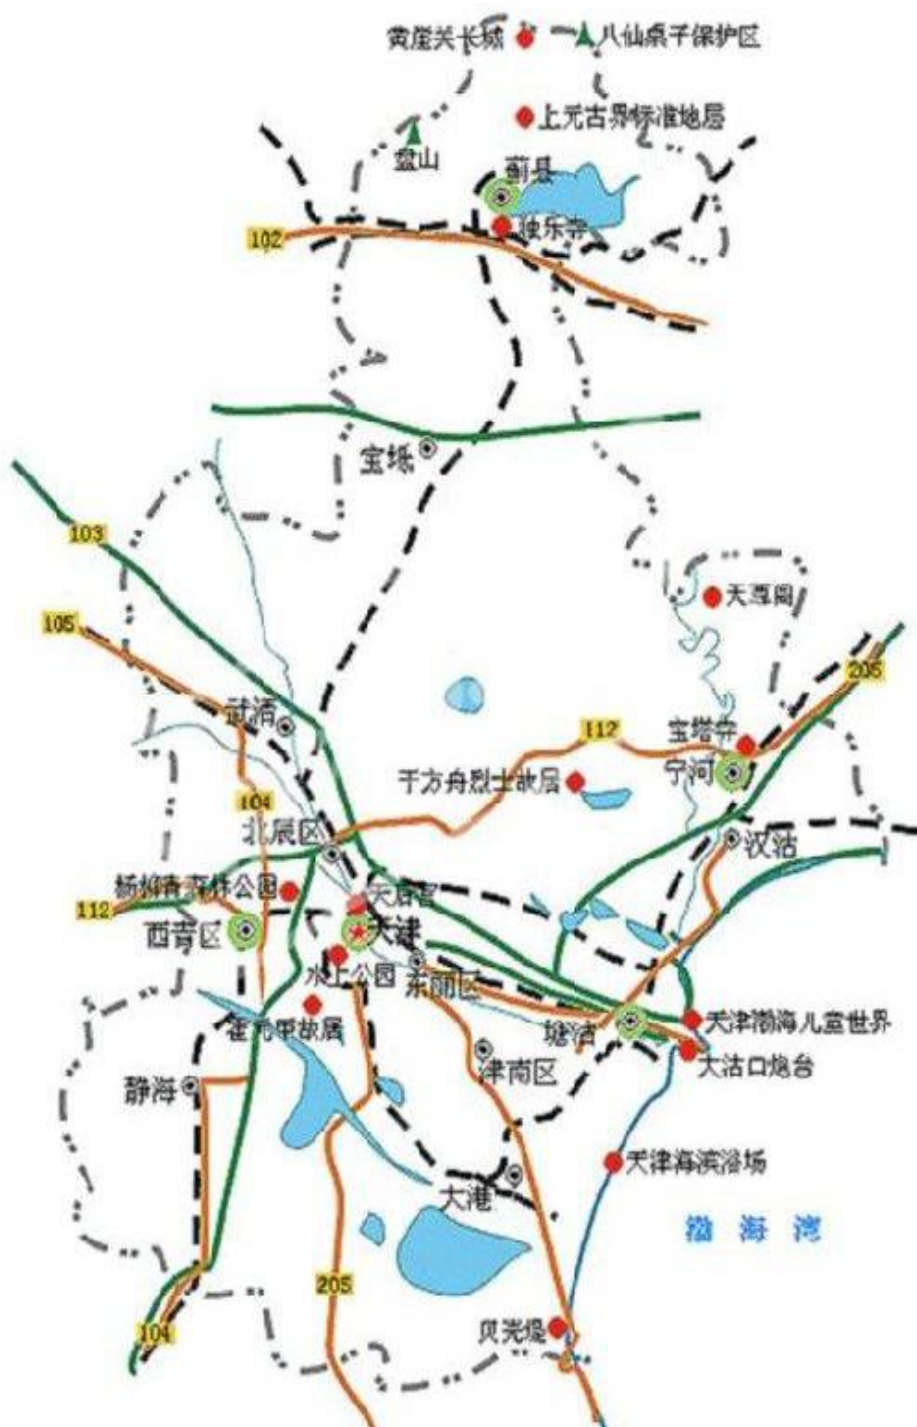 黄崖关长城
八仙桌子保护区
上元古界标准地层
盘山
蓟县
独乐寺
102
宝坻
103
天尊阁
105
205
武清
112
宝塔寺
宁河
于方舟烈士故居
104
北辰区
汉沽
杨柳青森林公园
天后宫
112
西青区
天津
水上公园
东丽区
霍元甲故居
塘沽
天津渤海儿童世界
津南区
大沽口炮台
静海
天津海滨浴场
大港
渤海湾
205
贝壳堤
104